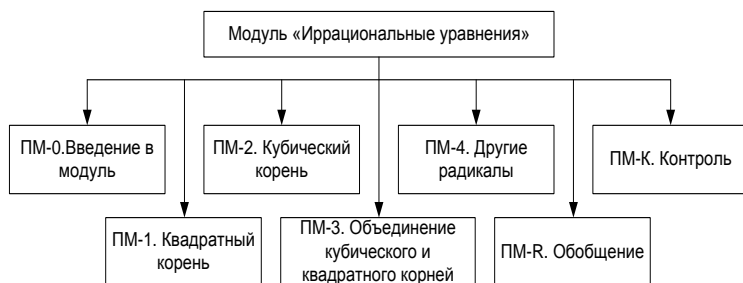 Модуль «Иррациональные уравнения»
ПМ-0.Введение в
модуль
ПМ-2. Кубический
корень
ПМ-4. Другие
радикалы
ПМ-К. Контроль
ПМ-1. Квадратный
корень
ПМ-3. Объединение
кубического и
квадратного корней
ПМ-R. Обобщение